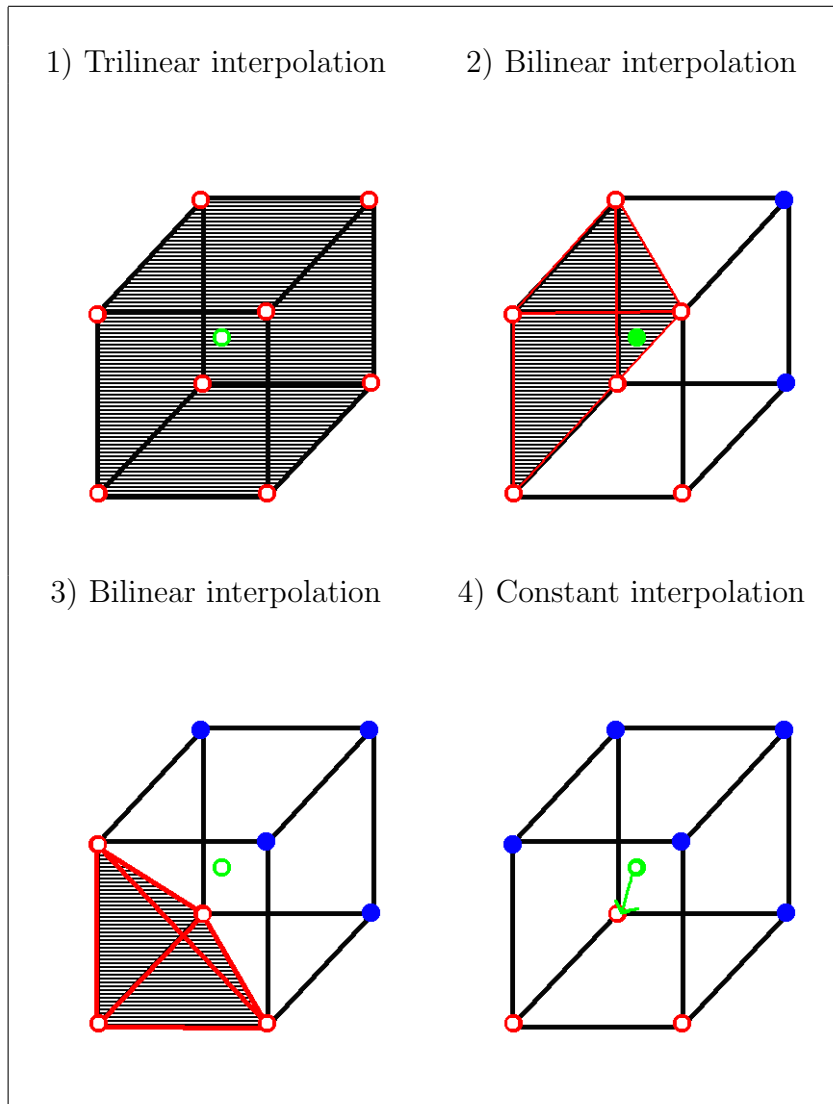 1) Trilinear interpolation
2) Bilinear interpolation
3) Bilinear interpolation
4) Constant interpolation